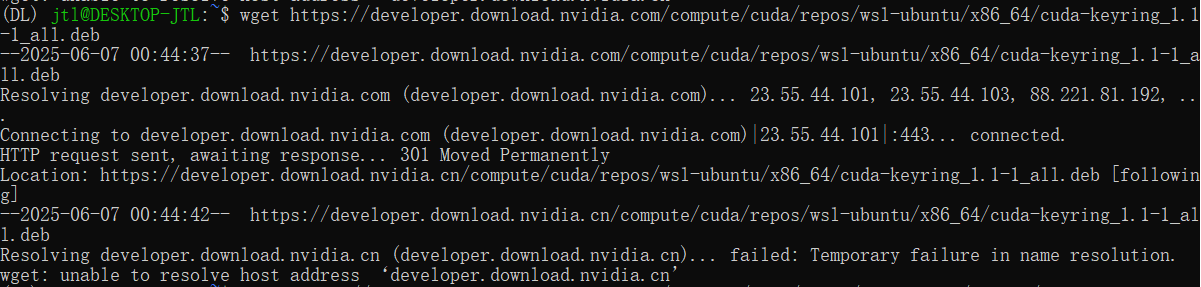 (DL) jtl@DESKTOP-JTL:~$ wget https://developer.download.nvidia.com/compute/cuda/repos/wsl-ubuntu/x86_64/cuda-keyring_1.1
-1_all.deb
--2025-06-07 00:44:37--  https://developer.download.nvidia.com/compute/cuda/repos/wsl-ubuntu/x86_64/cuda-keyring_1.1-1_a
ll.deb
Resolving developer.download.nvidia.com (developer.download.nvidia.com)... 23.55.44.101, 23.55.44.103, 88.221.81.192, ..
.
Connecting to developer.download.nvidia.com (developer.download.nvidia.com)|23.55.44.101|:443... connected.
HTTP request sent, awaiting response... 301 Moved Permanently
Location: https://developer.download.nvidia.cn/compute/cuda/repos/wsl-ubuntu/x86_64/cuda-keyring_1.1-1_all.deb [followin
g]
--2025-06-07 00:44:42--  https://developer.download.nvidia.cn/compute/cuda/repos/wsl-ubuntu/x86_64/cuda-keyring_1.1-1_al
l.deb
Resolving developer.download.nvidia.cn (developer.download.nvidia.cn)... failed: Temporary failure in name resolution.
wget: unable to resolve host address ‘developer.download.nvidia.cn’